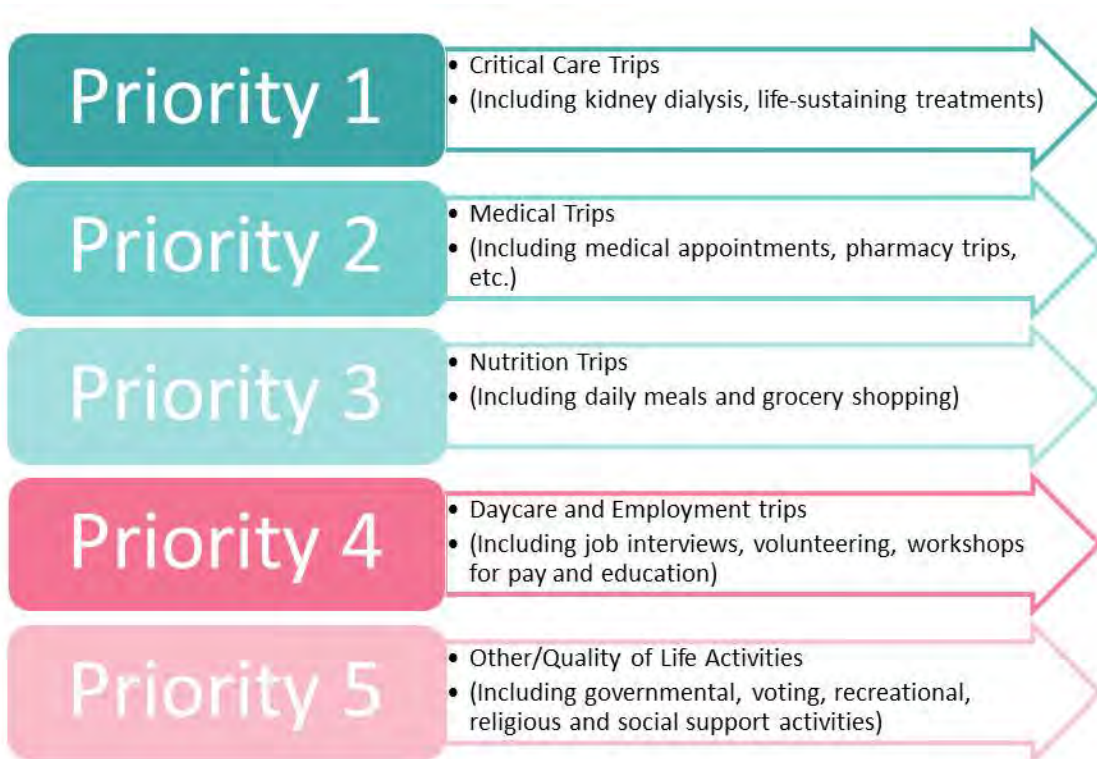 Priority 1
• Critical Care Trips
• (Including kidney dialysis, life-sustaining treatments)
Priority 2
• Medical Trips
• (Including medical appointments, pharmacy trips,
etc.)
Priority 3
• Nutrition Trips
• (Including daily meals and grocery shopping)
Priority 4
• Daycare and Employment trips
• (Including job interviews, volunteering, workshops
for pay and education)
Priority 5
• Other/Quality of Life Activities
• (Including governmental, voting, recreational,
religious and social support activities)